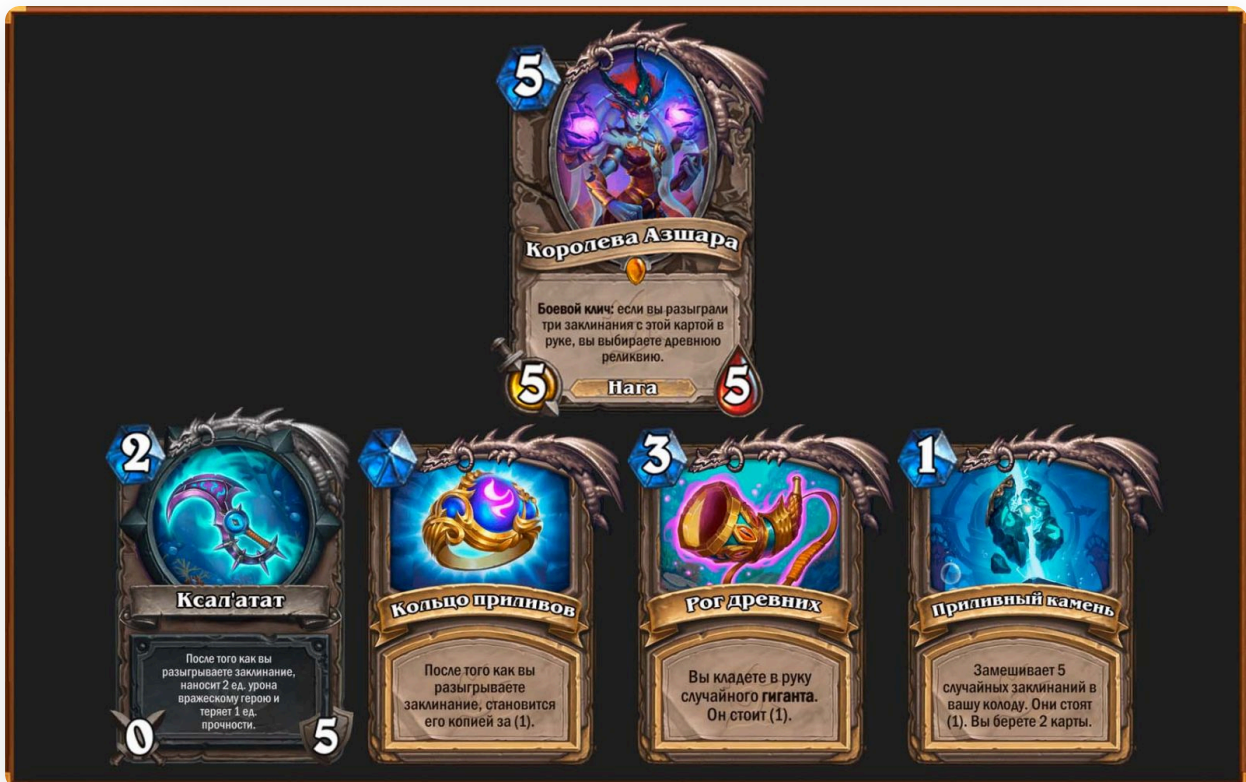 5
Королева Азшара
Боевой клич: если вы разыграли
три заклинания с этой картой в
руке, вы выбираете древнюю
реликвию.
5
Нага
5
2
Ксал'атат
После того как вы
разыгрываете заклинание,
наносит 2 ед. урона
вражескому герою и
теряет 1 ед.
прочности.
0
5
Кольцо приливов
После того как вы
разыгрываете
заклинание, становится
его копией за (1).
3
Рог древних
Вы кладете в руку
случайного гиганта.
Он стоит (1).
1
Приливный камень
Замешивает 5
случайных заклинаний в
вашу колоду. Они стоят
(1). Вы берете 2 карты.